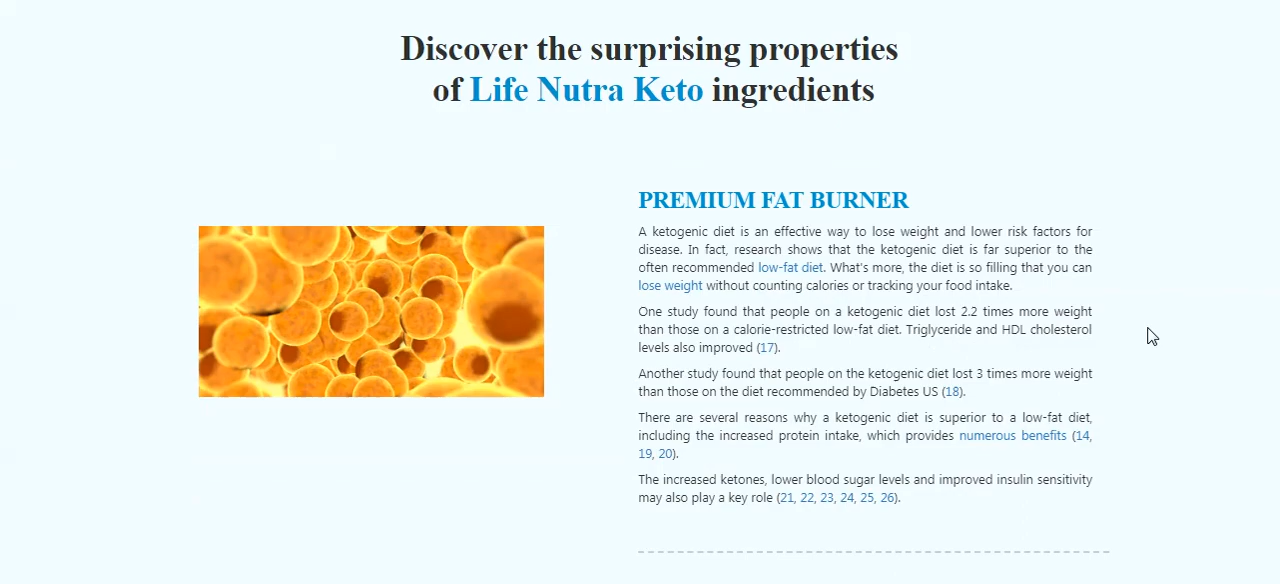 Discover the surprising properties
of Life Nutra Keto ingredients
PREMIUM FAT BURNER
A ketogenic diet is an effective way to lose weight and lower risk factors for
disease. In fact, research shows that the ketogenic diet is far superior to the
often recommended low-fat diet. What's more, the diet is so filling that you can
lose weight without counting calories or tracking your food intake.
One study found that people on a ketogenic diet lost 2.2 times more weight
than those on a calorie-restricted low-fat diet. Triglyceride and HDL cholesterol
levels also improved (17).
Another study found that people on the ketogenic diet lost 3 times more weight
than those on the diet recommended by Diabetes US (18).
There are several reasons why a ketogenic diet is superior to a low-fat diet,
including the increased protein intake, which provides numerous benefits (14,
19, 20).
The increased ketones, lower blood sugar levels and improved insulin sensitivity
may also play a key role (21, 22, 23, 24, 25, 26).